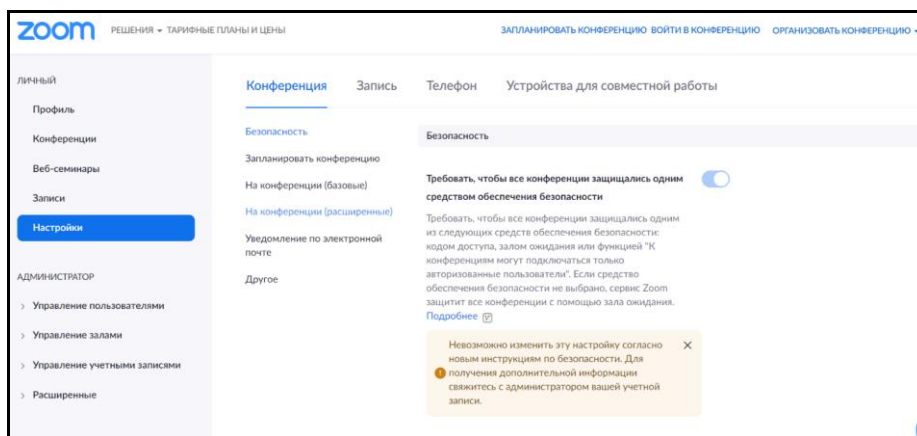 zoom РЕШЕНИЯ ТАРИФНЫЕ ПЛАНЫ И ЦЕНЫ ЗАПЛАНИРОВАТЬ КОНФЕРЕНЦИЮ ВОЙТИ В КОНФЕРЕНЦИЮ ОРГАНИЗОВАТЬ КОНФЕРЕНЦИЮ
ЛИЧНЫЙ
Профиль
Конференции
Веб-семинары
Записи
Настройки
АДМИНИСТРАТОР
Управление пользователями
Управление залами
Управление учетными записями
Расширенные
Конференция Запись Телефон Устройства для совместной работы
Безопасность
Запланировать конференцию
На конференции (базовые)
На конференции (расширенные)
Уведомление по электронной
почте
Другое
Безопасность
Требовать, чтобы все конференции защищались одним
средством обеспечения безопасности
Требовать, чтобы все конференции защищались одним
из следующих средств обеспечения безопасности:
кодом доступа, залом ожидания или функцией "К
конференциям могут подключаться только
авторизованные пользователи". Если средство
обеспечения безопасности не выбрано, сервис Zoom
защитит все конференции с помощью зала ожидания.
Подробнее
Невозможно изменить эту настройку согласно
новым инструкциям по безопасности. Для
получения дополнительной информации
свяжитесь с администратором вашей учетной
записи.